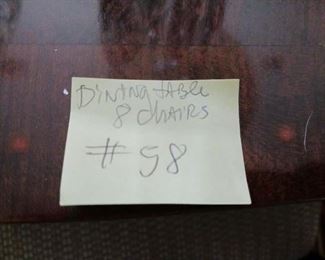 Dining table
8 chairs
# 58